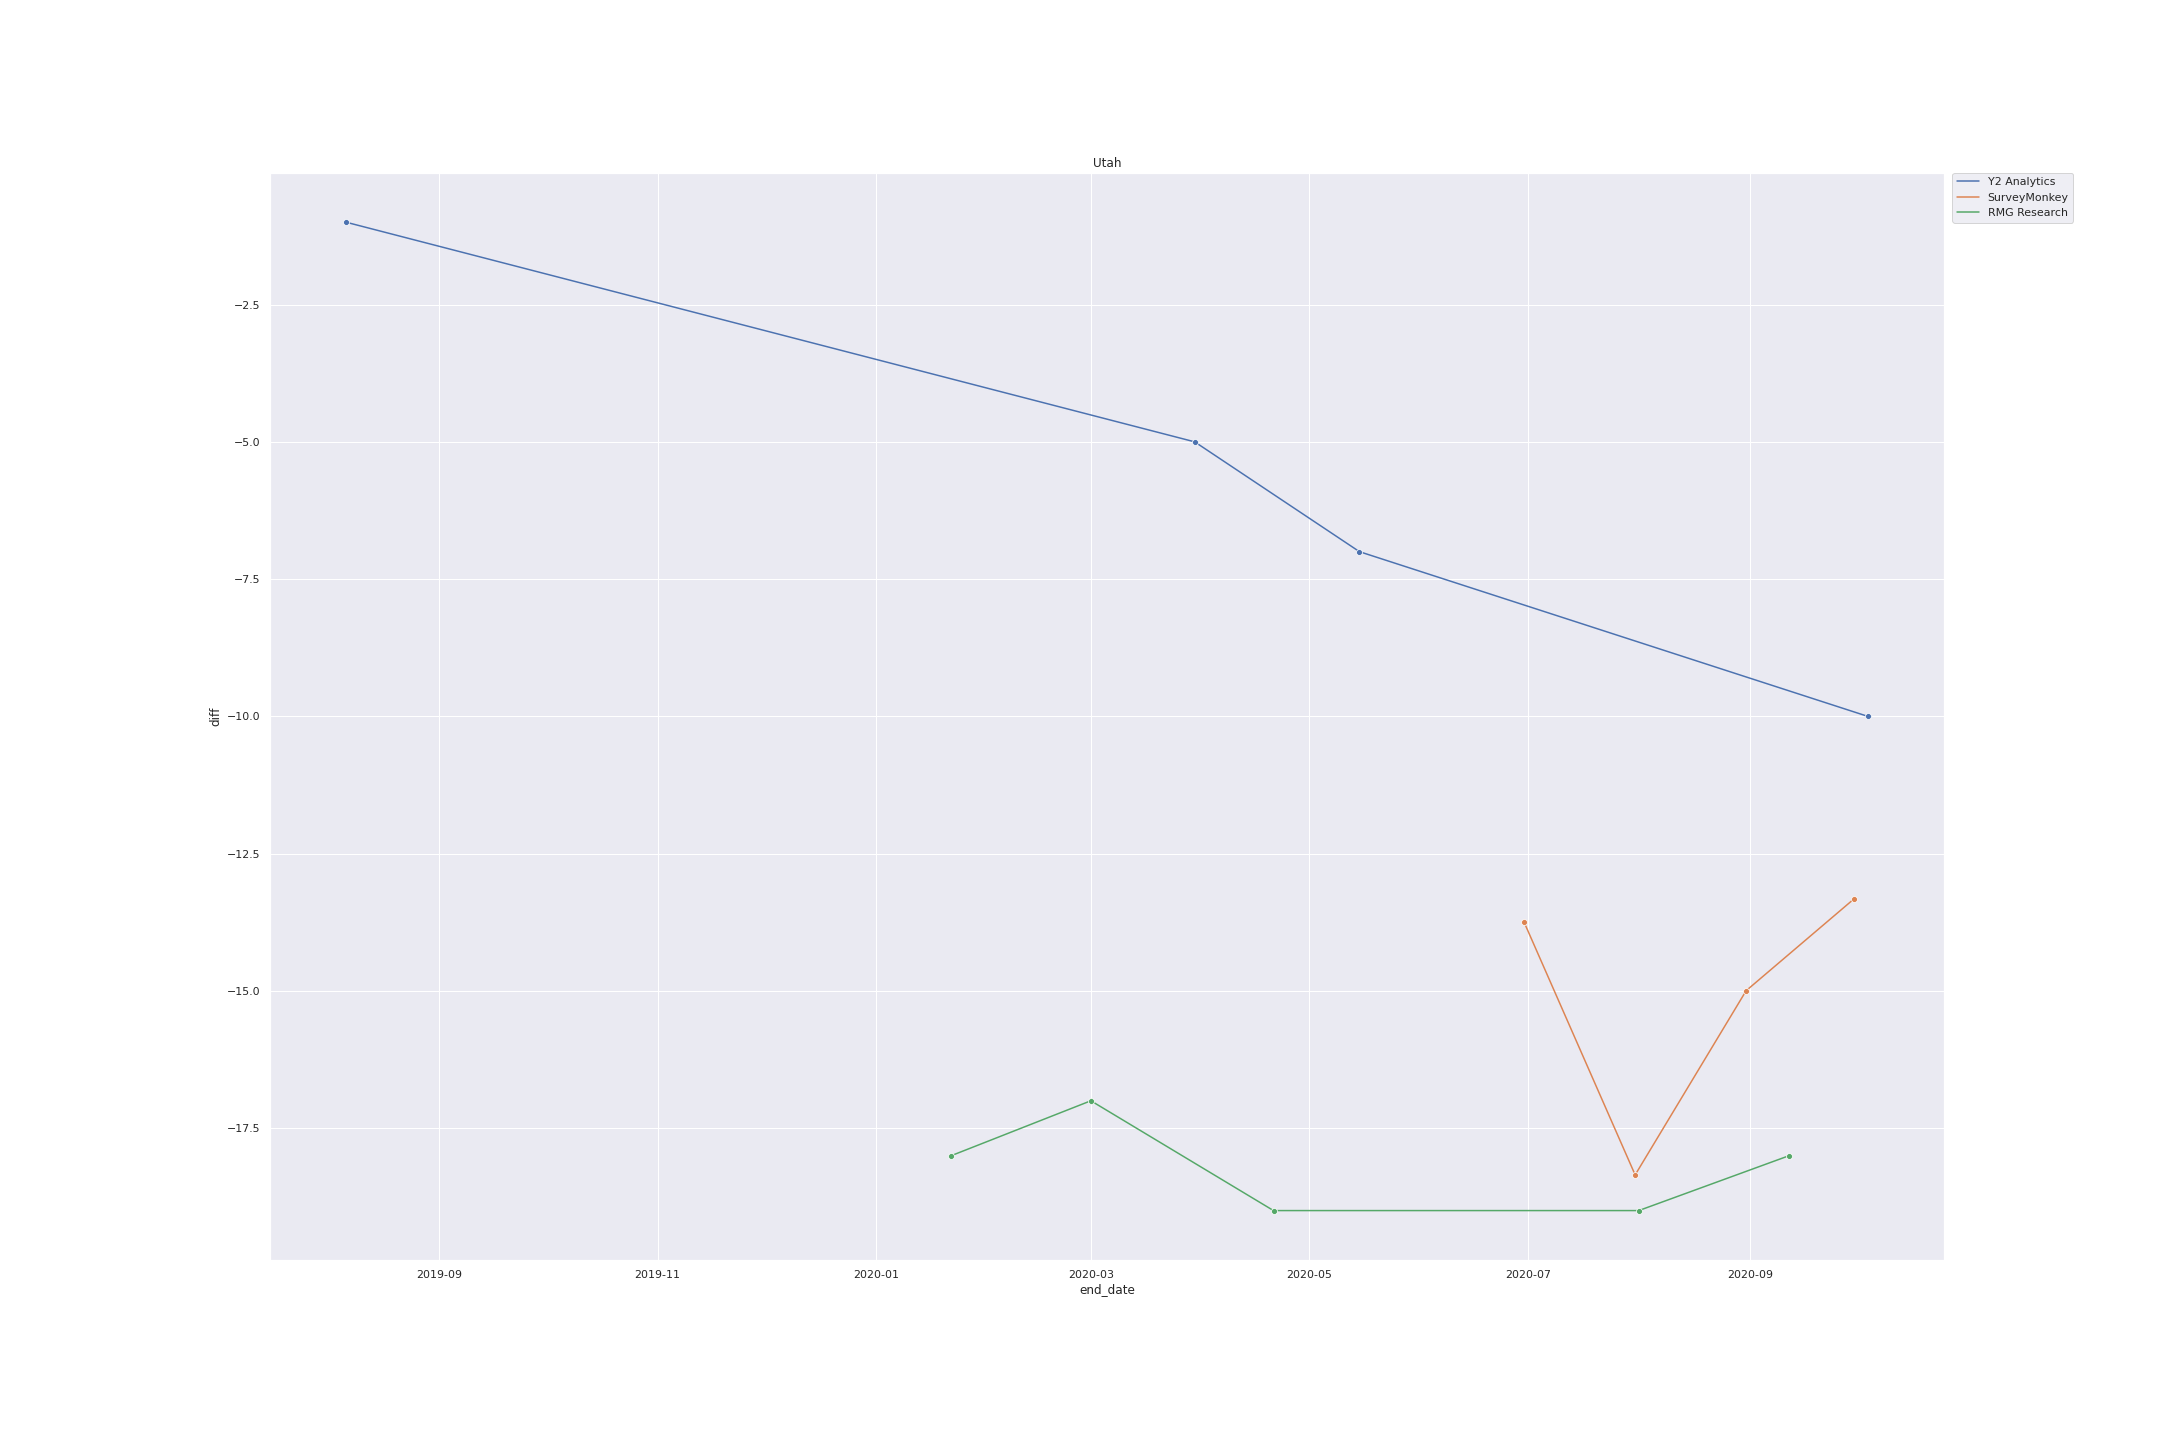 Utah
Y2 Analytics
SurveyMonkey
RMG Research
−2.5
−5.0
−7.5
−10.0
−12.5
−15.0
−17.5
diff
2019-09 2019-11 2020-01 2020-03 2020-05 2020-07 2020-09
end_date